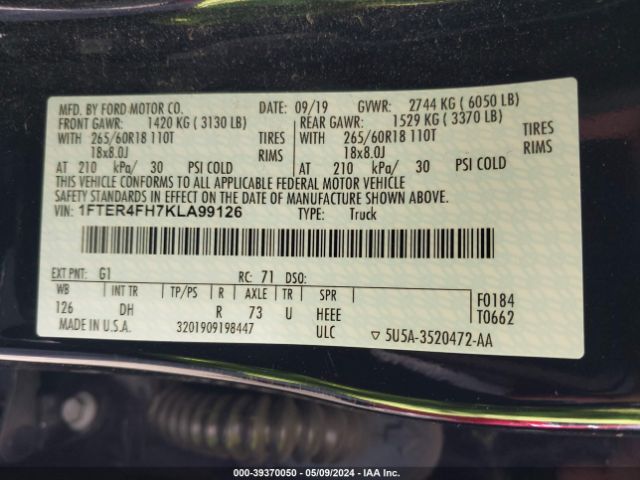 MFD. BY FORD MOTOR CO. DATE: 09/19 GVWR: 2744 KG ( 6050 LB)
FRONT GAWR: 1420 KG ( 3130 LB) REAR GAWR: 1529 KG ( 3370 LB)
WITH 265/60R18 110T TIRES WITH 265/60R18 110T TIRES
18x8.0J RIMS 18x8.0J RIMS
AT 210 kPa/ 30 PSI COLD AT 210 kPa/ 30 PSI COLD
THIS VEHICLE CONFORMS TO ALL APPLICABLE FEDERAL MOTOR VEHICLE
SAFETY STANDARDS IN EFFECT ON THE DATE OF MANUFACTURE SHOWN ABOVE.
VIN: 1FTER4FH7KLA99126 TYPE: Truck
EXT PNT: G1 RC: 71 DSO:
WB INT TR TP/PS R AXLE TR SPR F0184
126 DH R 73 U HEEE T0662
MADE IN U.S.A. 3201909198447 ULC ▽ 5U5A-3520472-AA
000-39370050 - 05/09/2024 - IAA Inc.